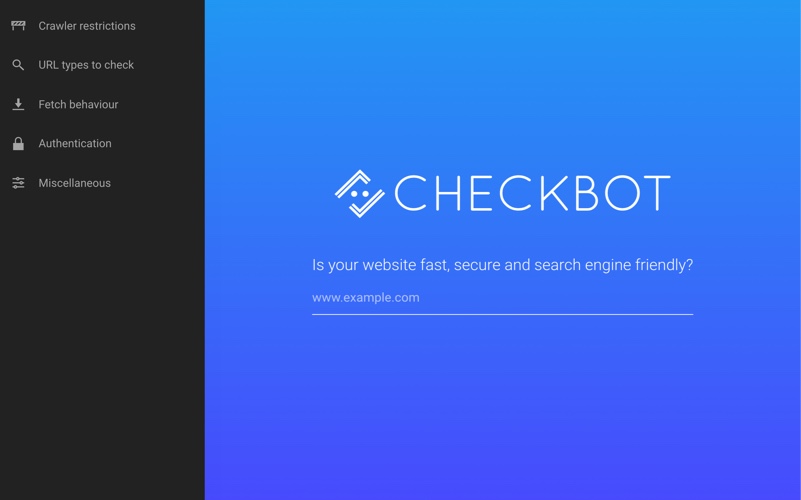 Crawler restrictions
URL types to check
Fetch behaviour
Authentication
Miscellaneous
CHECKBOT
Is your website fast, secure and search engine friendly?
www.example.com